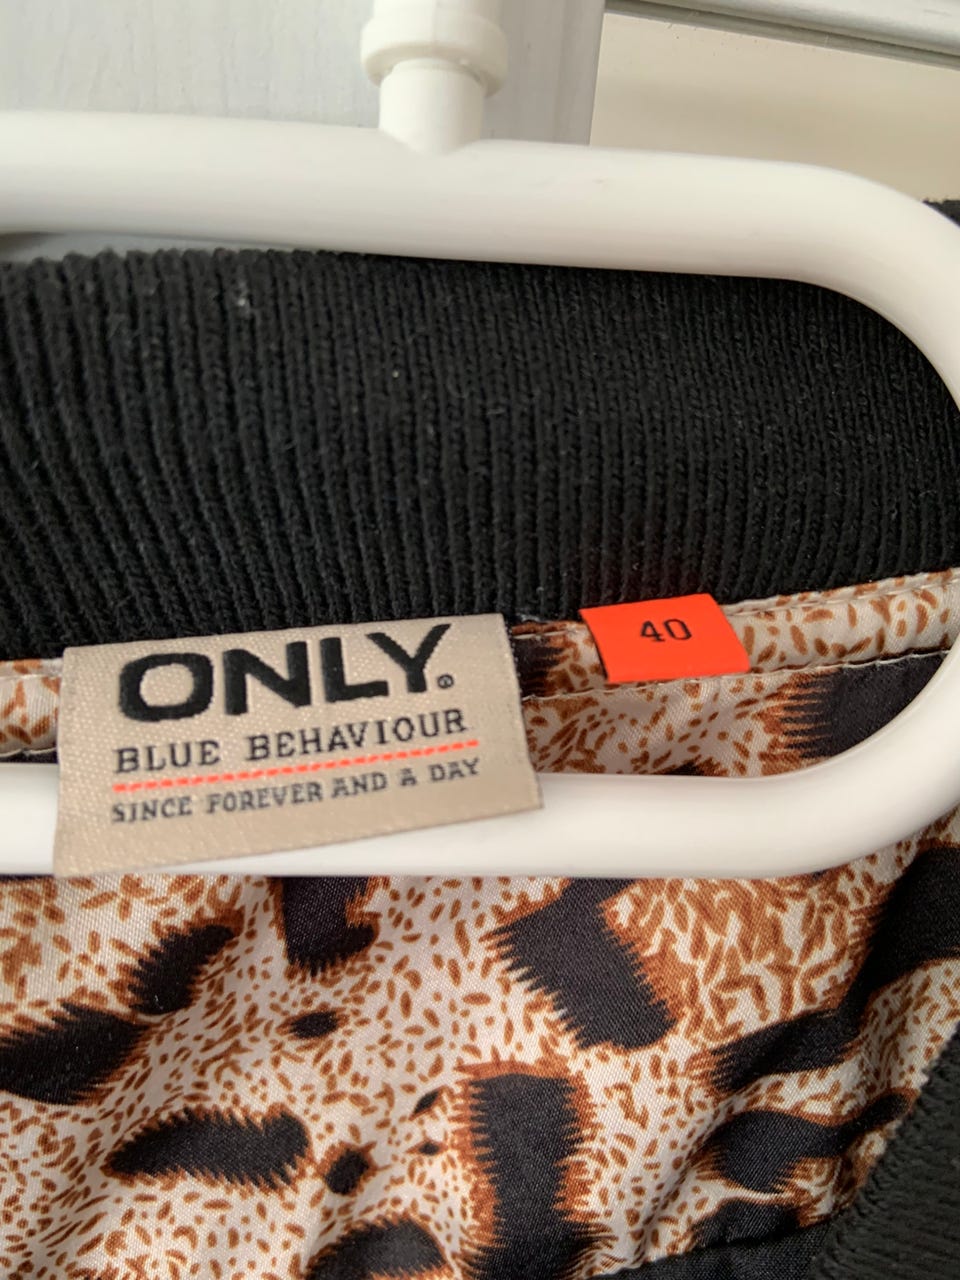 ONLY®
BLUE BEHAVIOUR
SINCE FOREVER AND A DAY
40